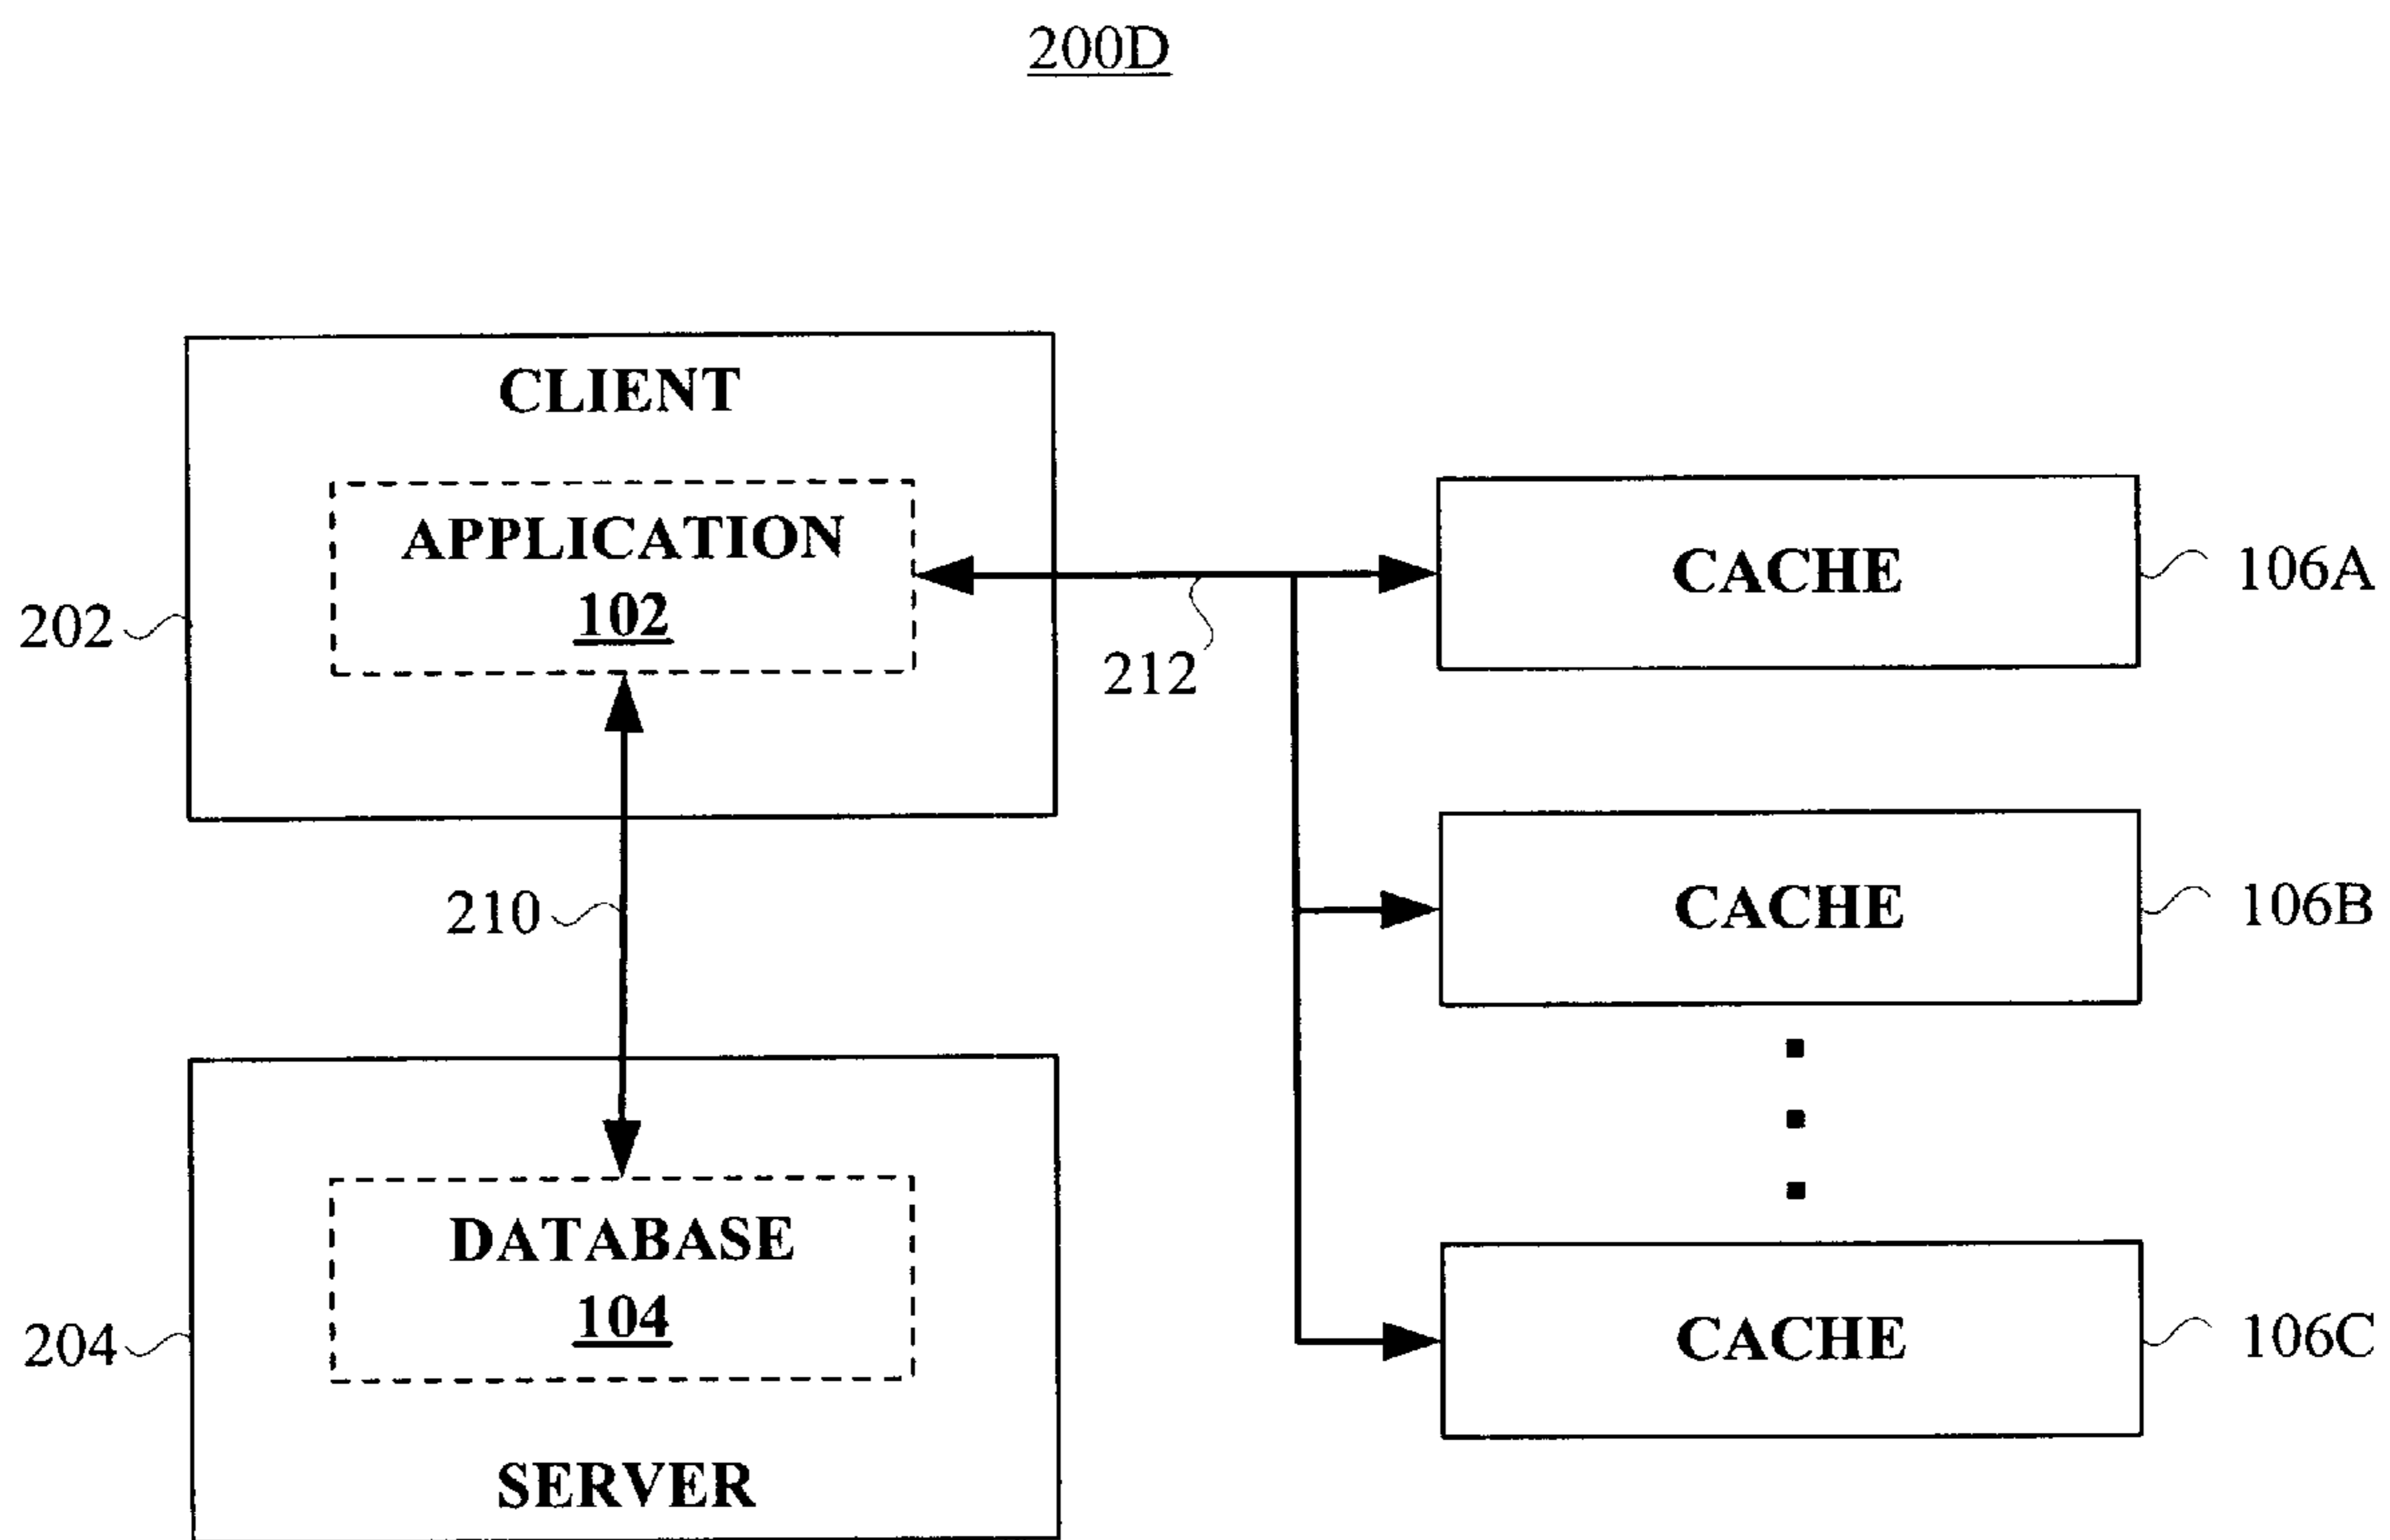 200D
CLIENT
APPLICATION
102
202
212
210
DATABASE
104
204
SERVER
CACHE
106A
CACHE
106B
CACHE
106C